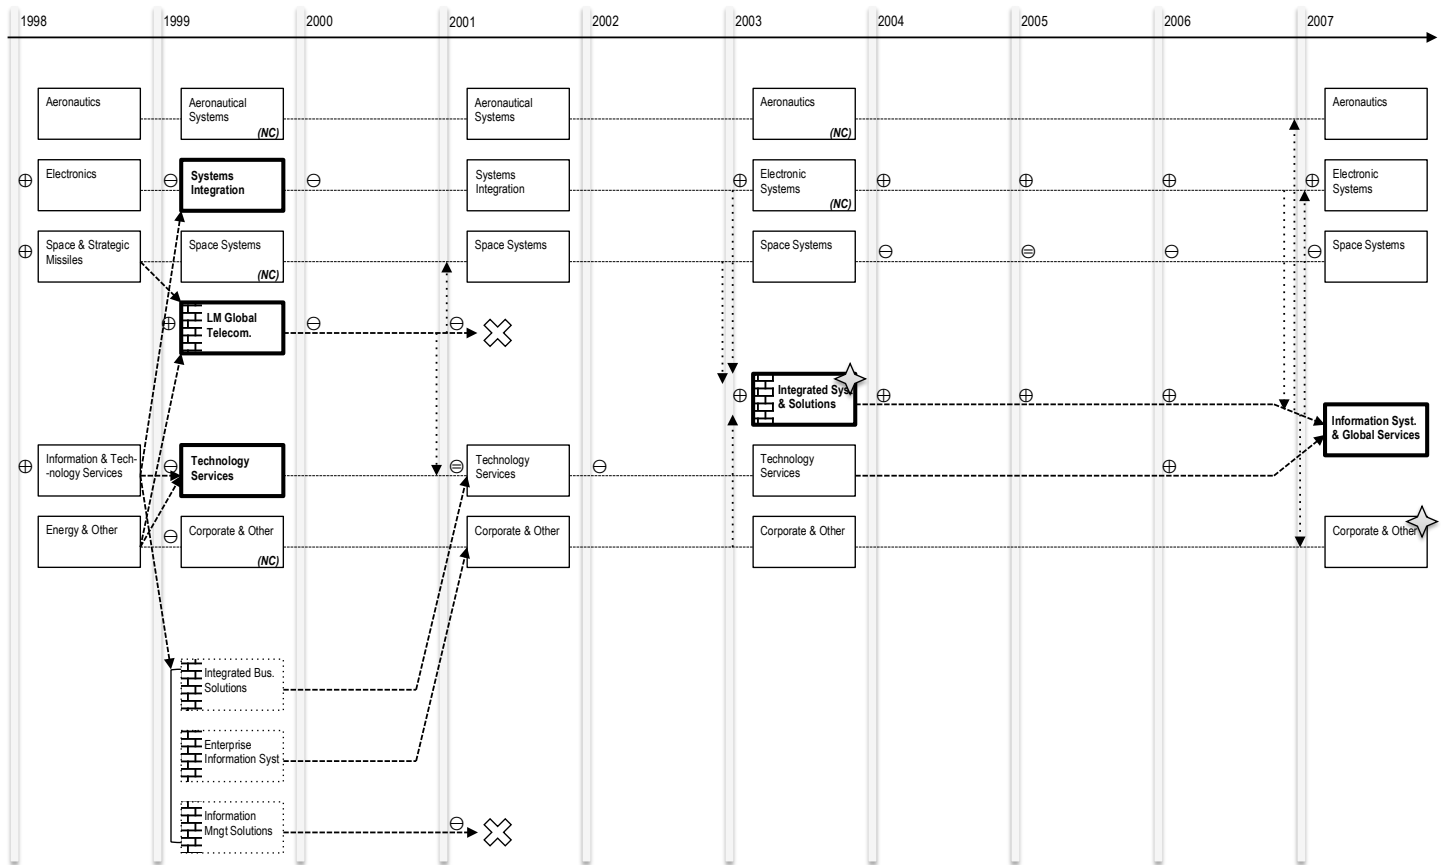 1998
1999
2000
2001
2002
2003
2004
2005
2006
2007
Aeronautics
Aeronautical
Systems
(NC)
Aeronautical
Systems
Aeronautics
(NC)
Aeronautics
Electronics
Systems
Integration
Systems
Integration
Electronic
Systems
(NC)
Electronic
Systems
Space & Strategic
Missiles
Space Systems
(NC)
Space Systems
Space Systems
Space Systems
LM Global
Telecom.
Integrated Sys.
& Solutions
Information Syst.
& Global Services
Information & Tech-
-nology Services
Technology
Services
Technology
Services
Technology
Services
Energy & Other
Corporate & Other
(NC)
Corporate & Other
Corporate & Other
Corporate & Other
Integrated Bus.
Solutions
Enterprise
Information Syst
Information
Mngt Solutions